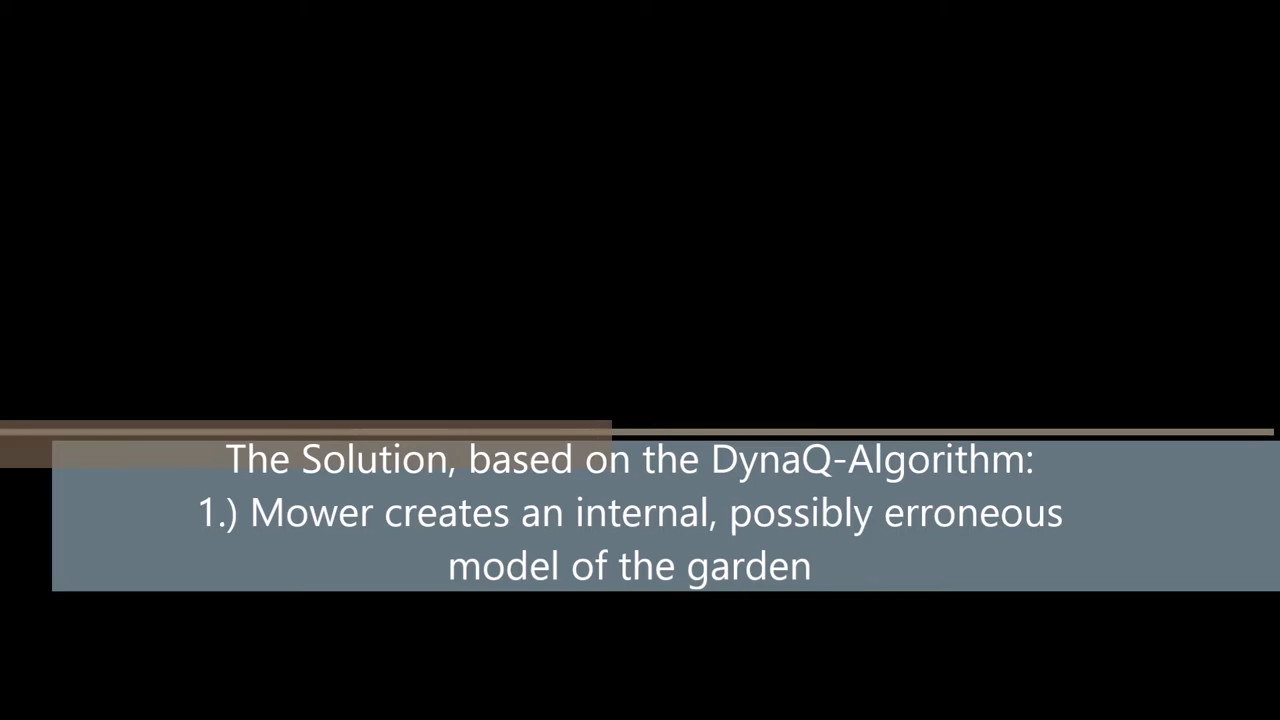 The Solution, based on the DynaQ-Algorithm:
1.) Mower creates an internal, possibly erroneous
model of the garden